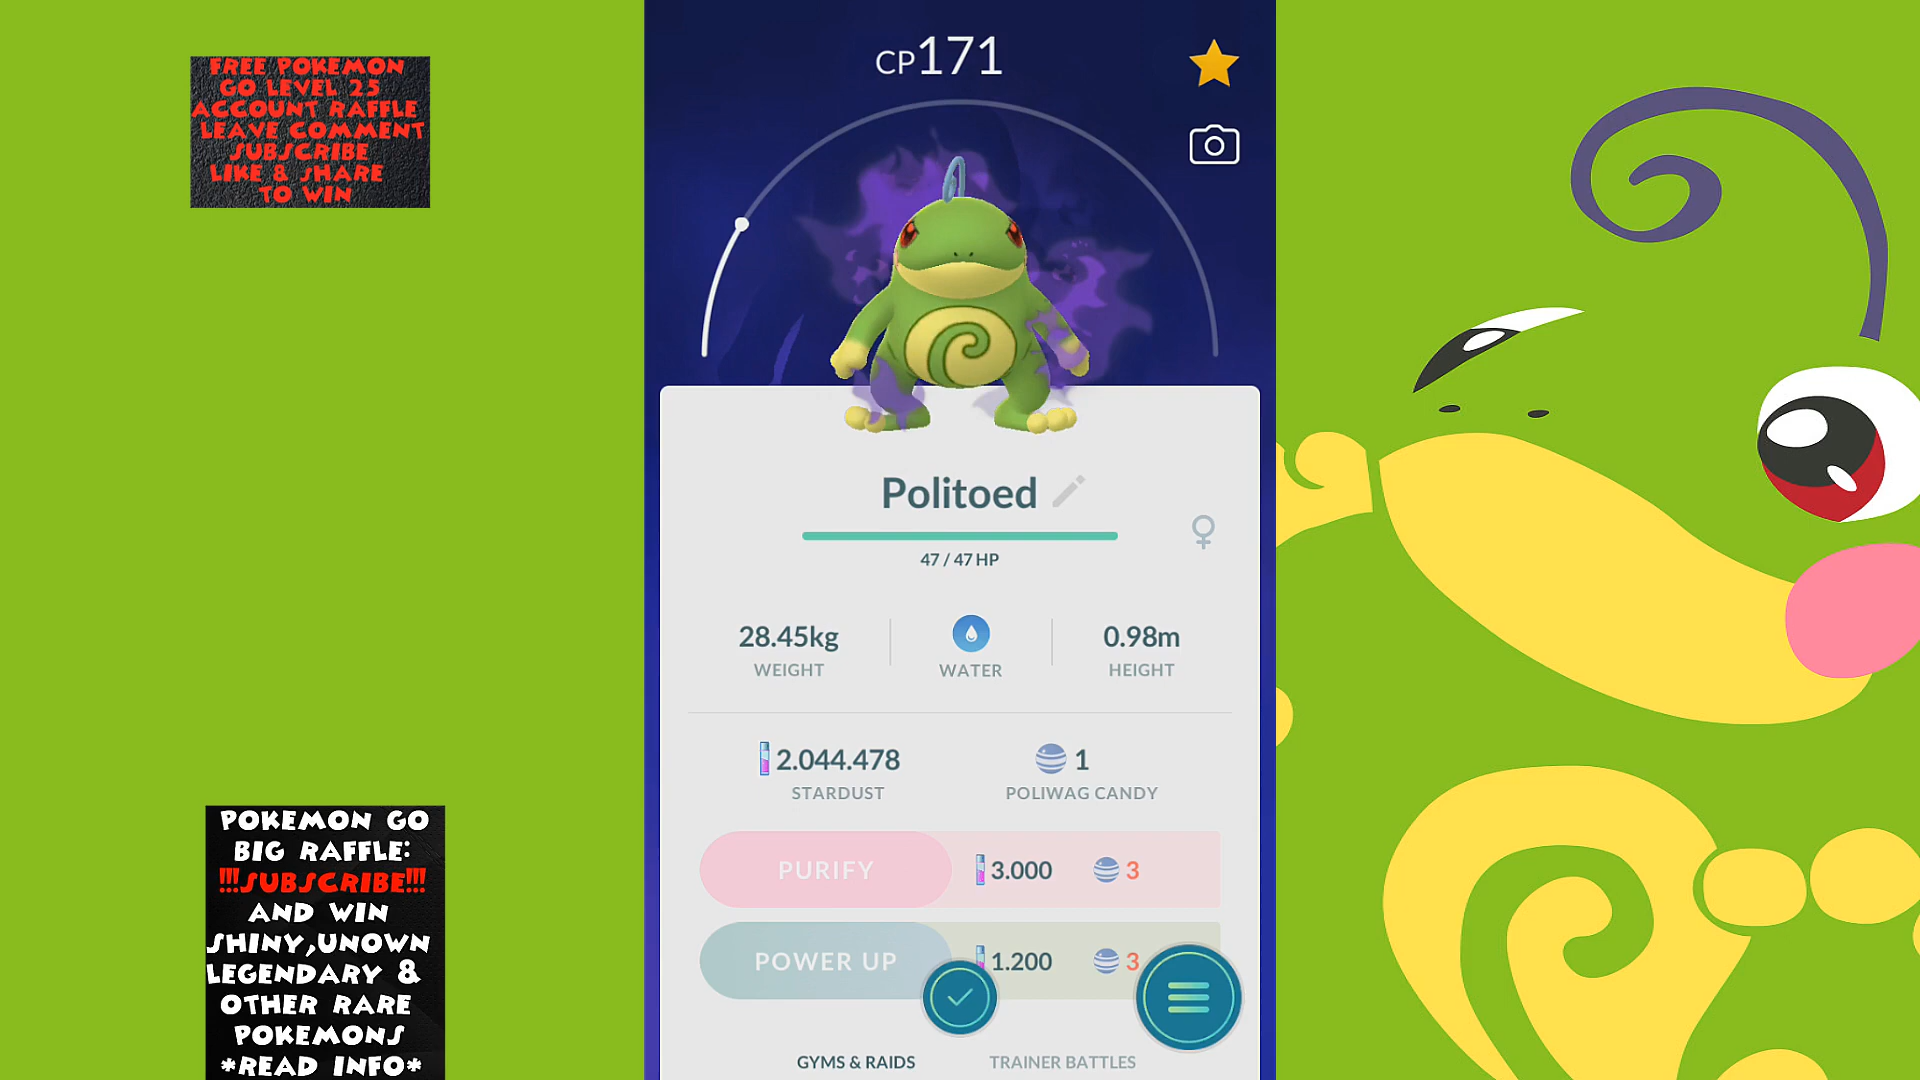 FREE POKEMON
GO LEVEL 25
ACCOUNT RAFFLE
LEAVE COMMENT
SUBSCRIBE
LIKE & SHARE
TO WIN
POKEMON GO
BIG RAFFLE:
!!!SUBSCRIBE!!!
AND WIN
SHINY,UNOWN
LEGENDARY &
OTHER RARE
POKEMONS
*READ INFO*
CP171
Politoed
47 / 47 HP
28.45kg
WEIGHT
WATER
0.98m
HEIGHT
2.044.478
STARDUST
1
POLIWAG CANDY
PURIFY 3.000 3
POWER UP 1.200 3
GYMS & RAIDS TRAINER BATTLES